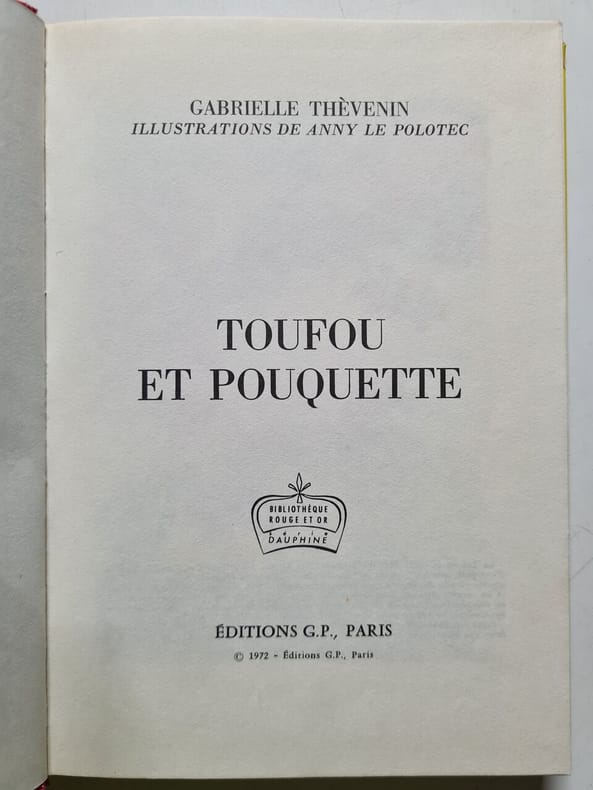 GABRIELLE THÈVENIN
ILLUSTRATIONS DE ANNY LE POLOTEC
TOUFOU
ET POUQUETTE
BIBLIOTHÈQUE
ROUGE ET OR
série
DAUPHINE
ÉDITIONS G.P., PARIS
© 1972 - Éditions G.P., Paris